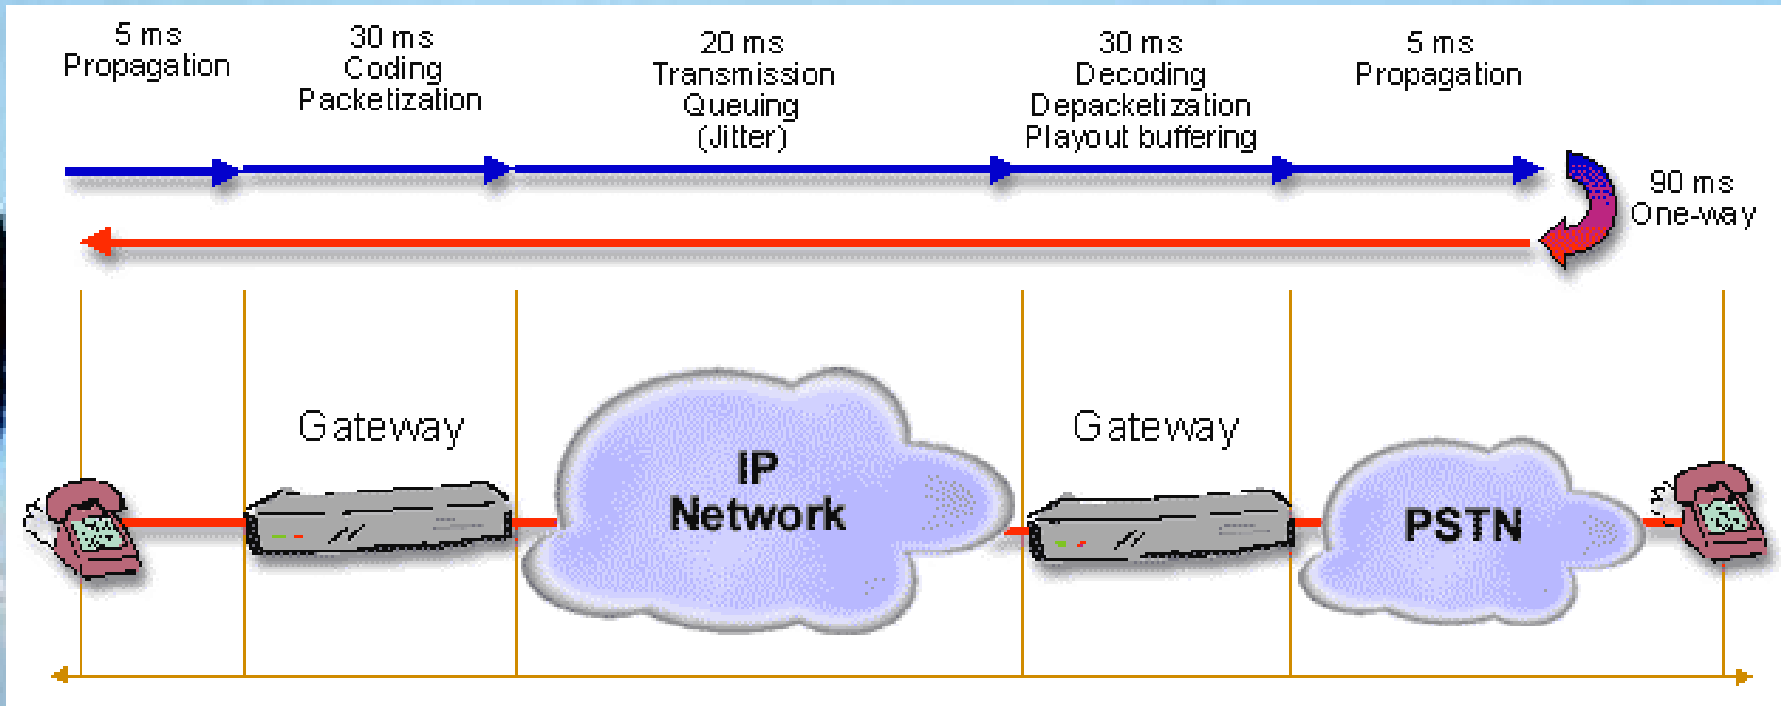 5 ms
Propagation
30 ms
Coding
Packetization
20 ms
Transmission
Queuing
(Jitter)
30 ms
Decoding
Depacketization
Playout buffering
5 ms
Propagation
90 ms
One-way
Gateway
Gateway
IP
Network
PSTN